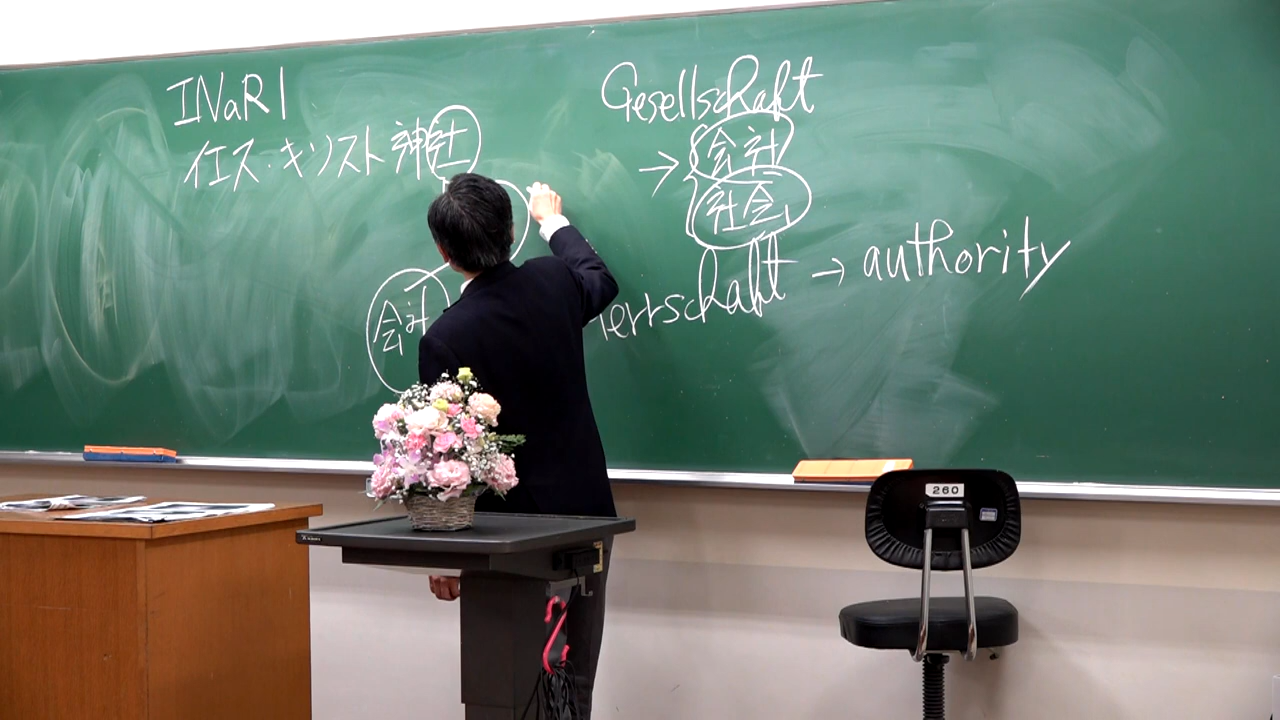 INaRI
イエス・キリスト神社
会計
Gesellschaft
→ 会社
社会
Herrschaft → authority
260